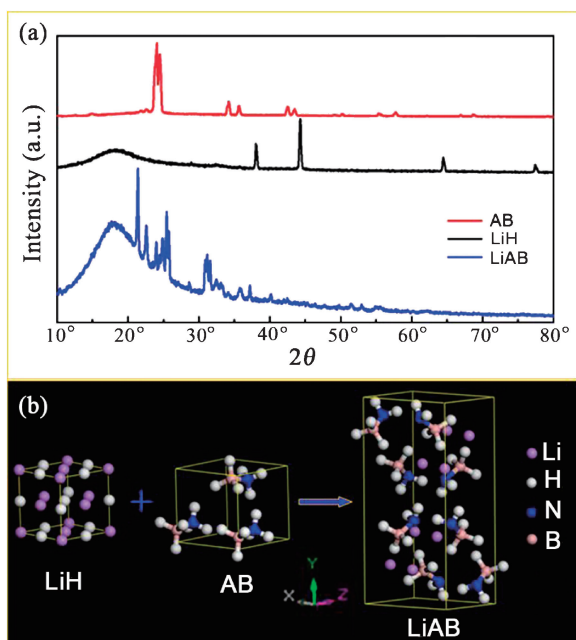 (a)
Intensity (a.u.)
AB
LiH
LiAB
10° 20° 30° 40° 50° 60° 70° 80°
2θ
(b)
Li
H
N
B
Y
X Z
LiH
AB
LiAB